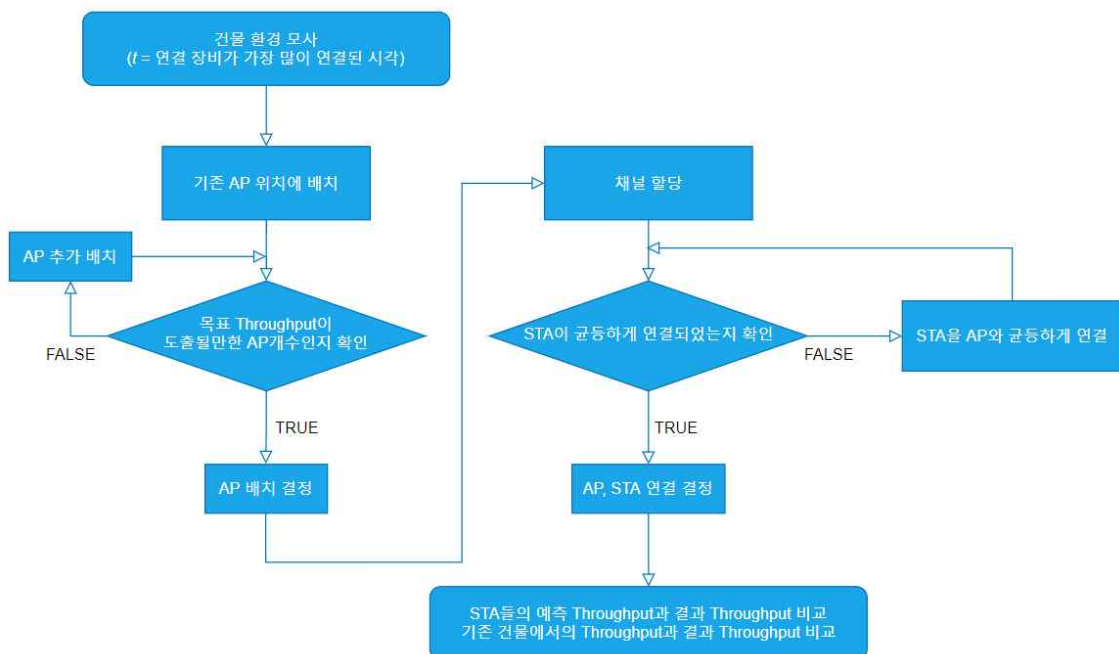 건물 환경 모사
(t = 연결 장비가 가장 많이 연결된 시각)
기존 AP 위치에 배치
AP 추가 배치
목표 Throughput이
도출될만한 AP개수인지 확인
FALSE
TRUE
AP 배치 결정
채널 할당
STA이 균등하게 연결되었는지 확인
FALSE
STA을 AP와 균등하게 연결
TRUE
AP, STA 연결 결정
STA들의 예측 Throughput과 결과 Throughput 비교
기존 건물에서의 Throughput과 결과 Throughput 비교